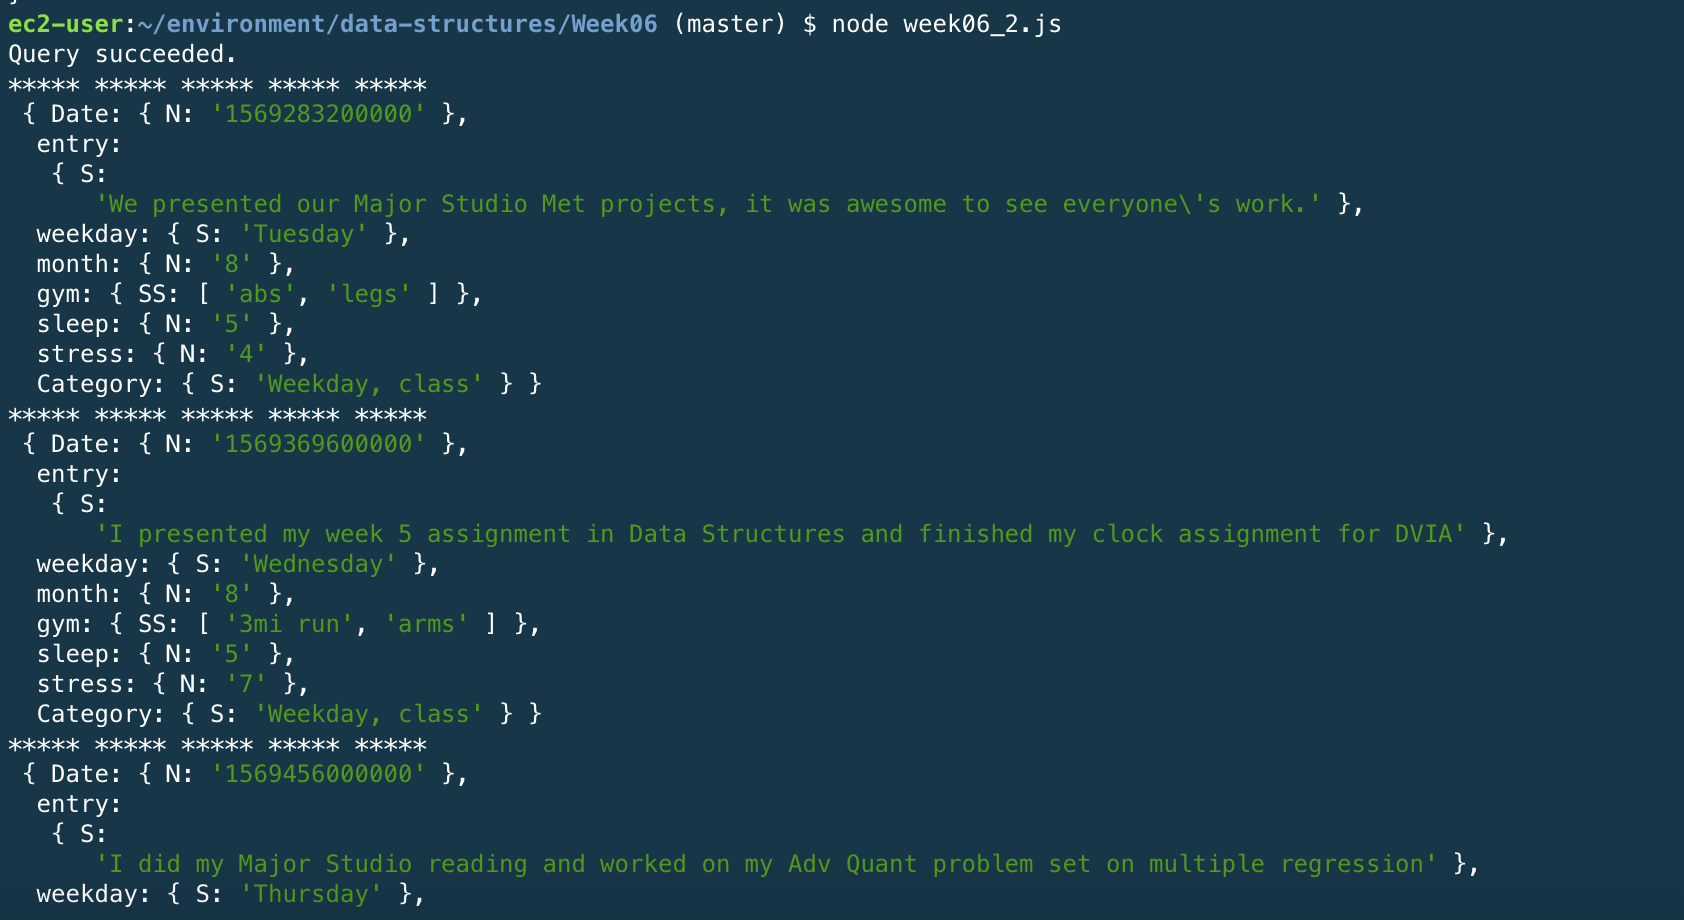 ec2-user:~/environment/data-structures/Week06 (master) $ node week06_2.js
Query succeeded.
***** ***** ***** ***** *****
 { Date: { N: '1569283200000' },
  entry:
   { S:
      'We presented our Major Studio Met projects, it was awesome to see everyone\'s work.' },
  weekday: { S: 'Tuesday' },
  month: { N: '8' },
  gym: { SS: [ 'abs', 'legs' ] },
  sleep: { N: '5' },
  stress: { N: '4' },
  Category: { S: 'Weekday, class' } }
***** ***** ***** ***** *****
 { Date: { N: '1569369600000' },
  entry:
   { S:
      'I presented my week 5 assignment in Data Structures and finished my clock assignment for DVIA' },
  weekday: { S: 'Wednesday' },
  month: { N: '8' },
  gym: { SS: [ '3mi run', 'arms' ] },
  sleep: { N: '5' },
  stress: { N: '7' },
  Category: { S: 'Weekday, class' } }
***** ***** ***** ***** *****
 { Date: { N: '1569456000000' },
  entry:
   { S:
      'I did my Major Studio reading and worked on my Adv Quant problem set on multiple regression' },
  weekday: { S: 'Thursday' },